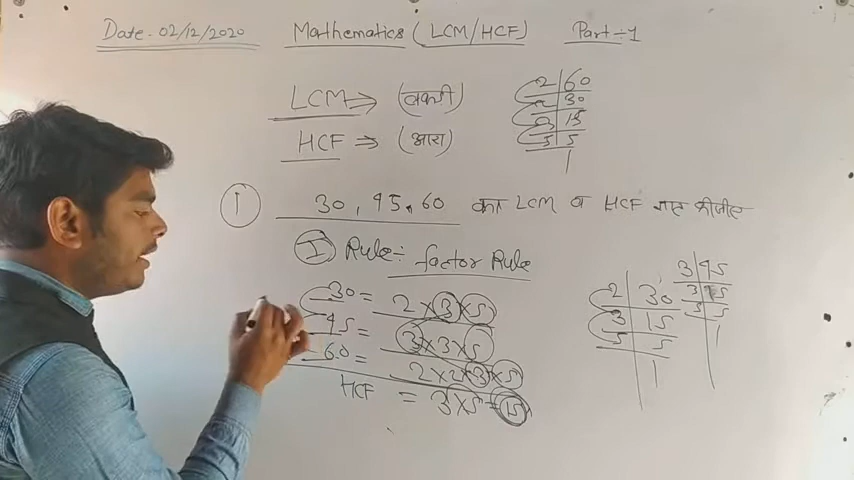 Date. 02/12/2020 Mathematics (LCM/HCF) Part-1
LCM ⇒ (वक्री)
HCF ⇒ (आरा)
2 | 60
2 | 30
3 | 15
5 | 5
1
① 30, 45, 60 का LCM व HCF ज्ञात कीजीए
Ⓘ Rule÷ factor Rule
30 = 2×3×5
45 = 3×3×5
60 = 2×2×3×5
HCF = 3×5=15
2 | 30
3 | 15
5 | 5
1
3 | 45
3 | 15
5 | 5
1